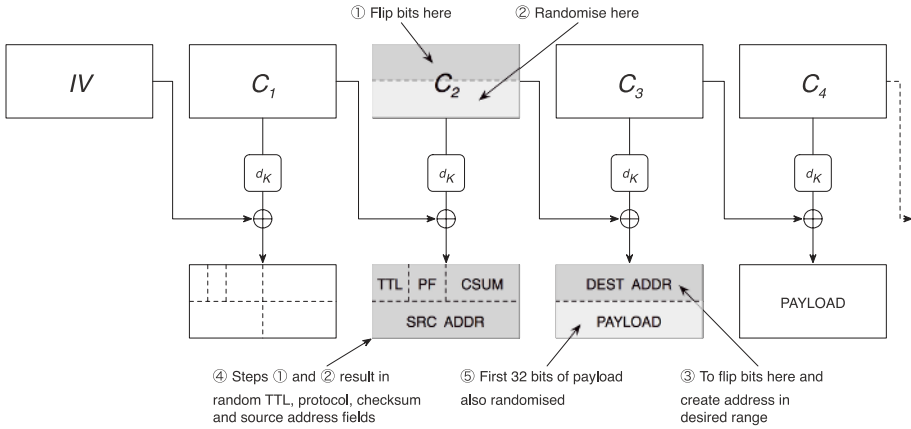 ① Flip bits here
② Randomise here
IV
C1
C2
C3
C4
dK
dK
dK
dK
TTL PF CSUM
SRC ADDR
DEST ADDR
PAYLOAD
PAYLOAD
④ Steps ① and ② result in
random TTL, protocol, checksum
and source address fields
⑤ First 32 bits of payload
also randomised
③ To flip bits here and
create address in
desired range